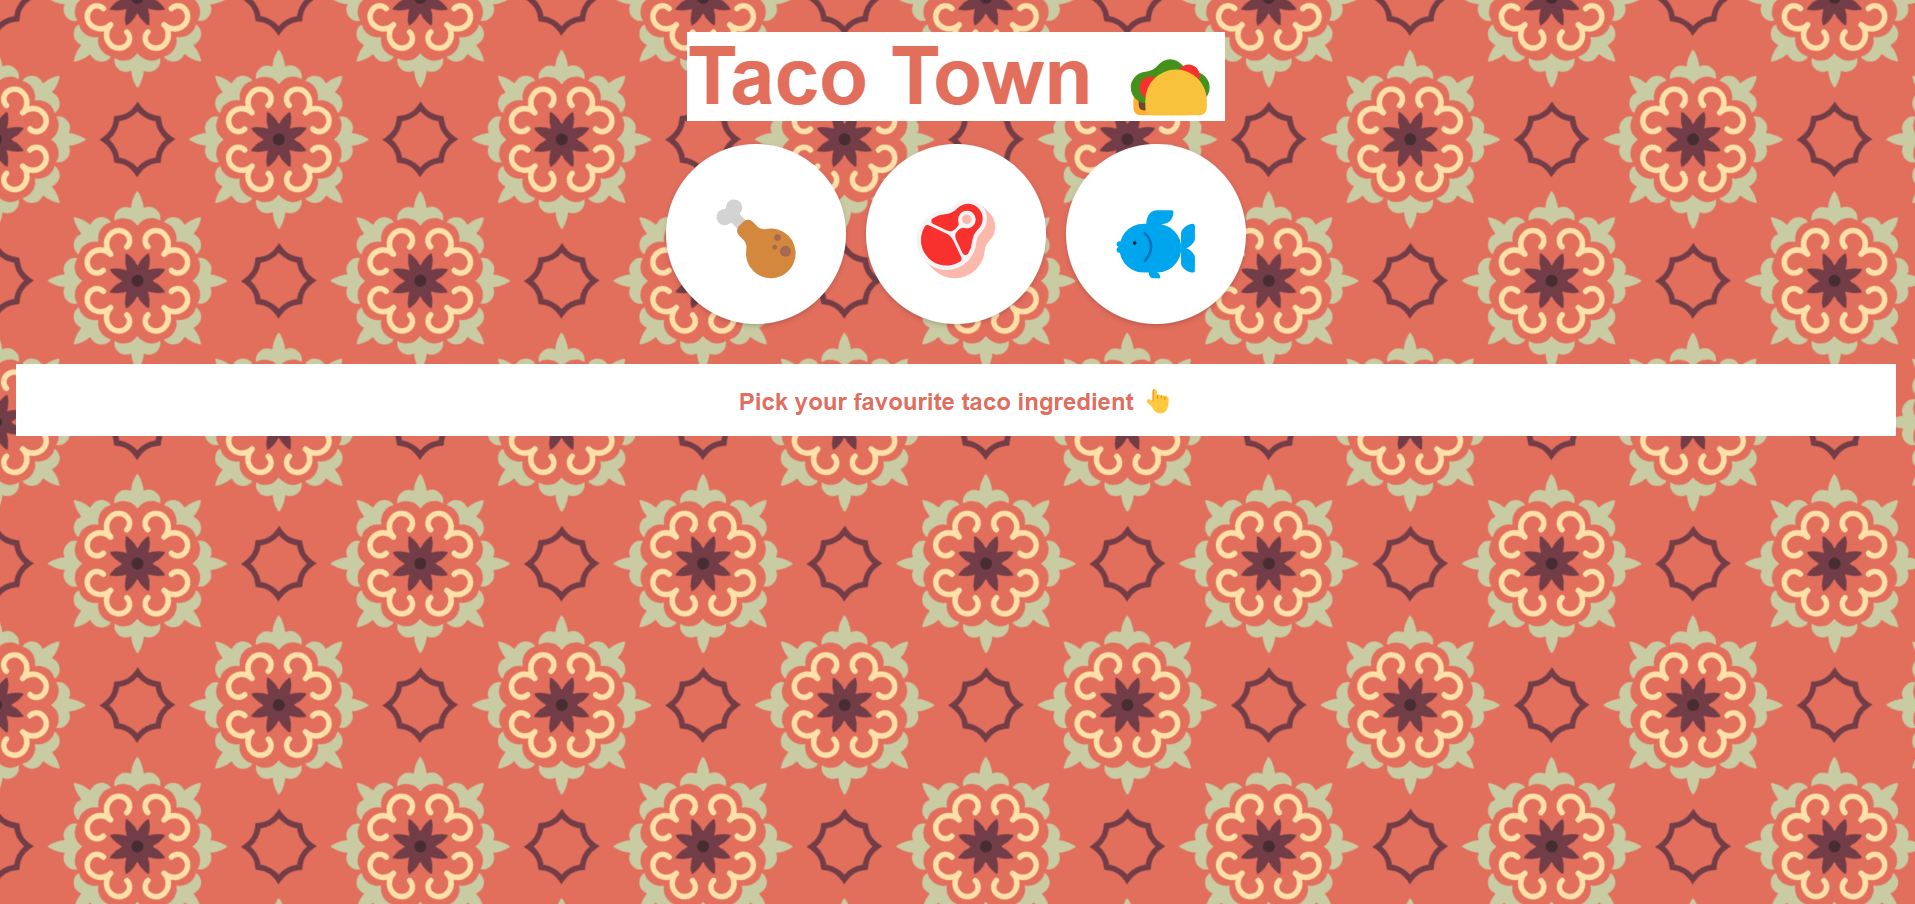 Taco Town 🌮
🍗 🥩 🐟
Pick your favourite taco ingredient 👆